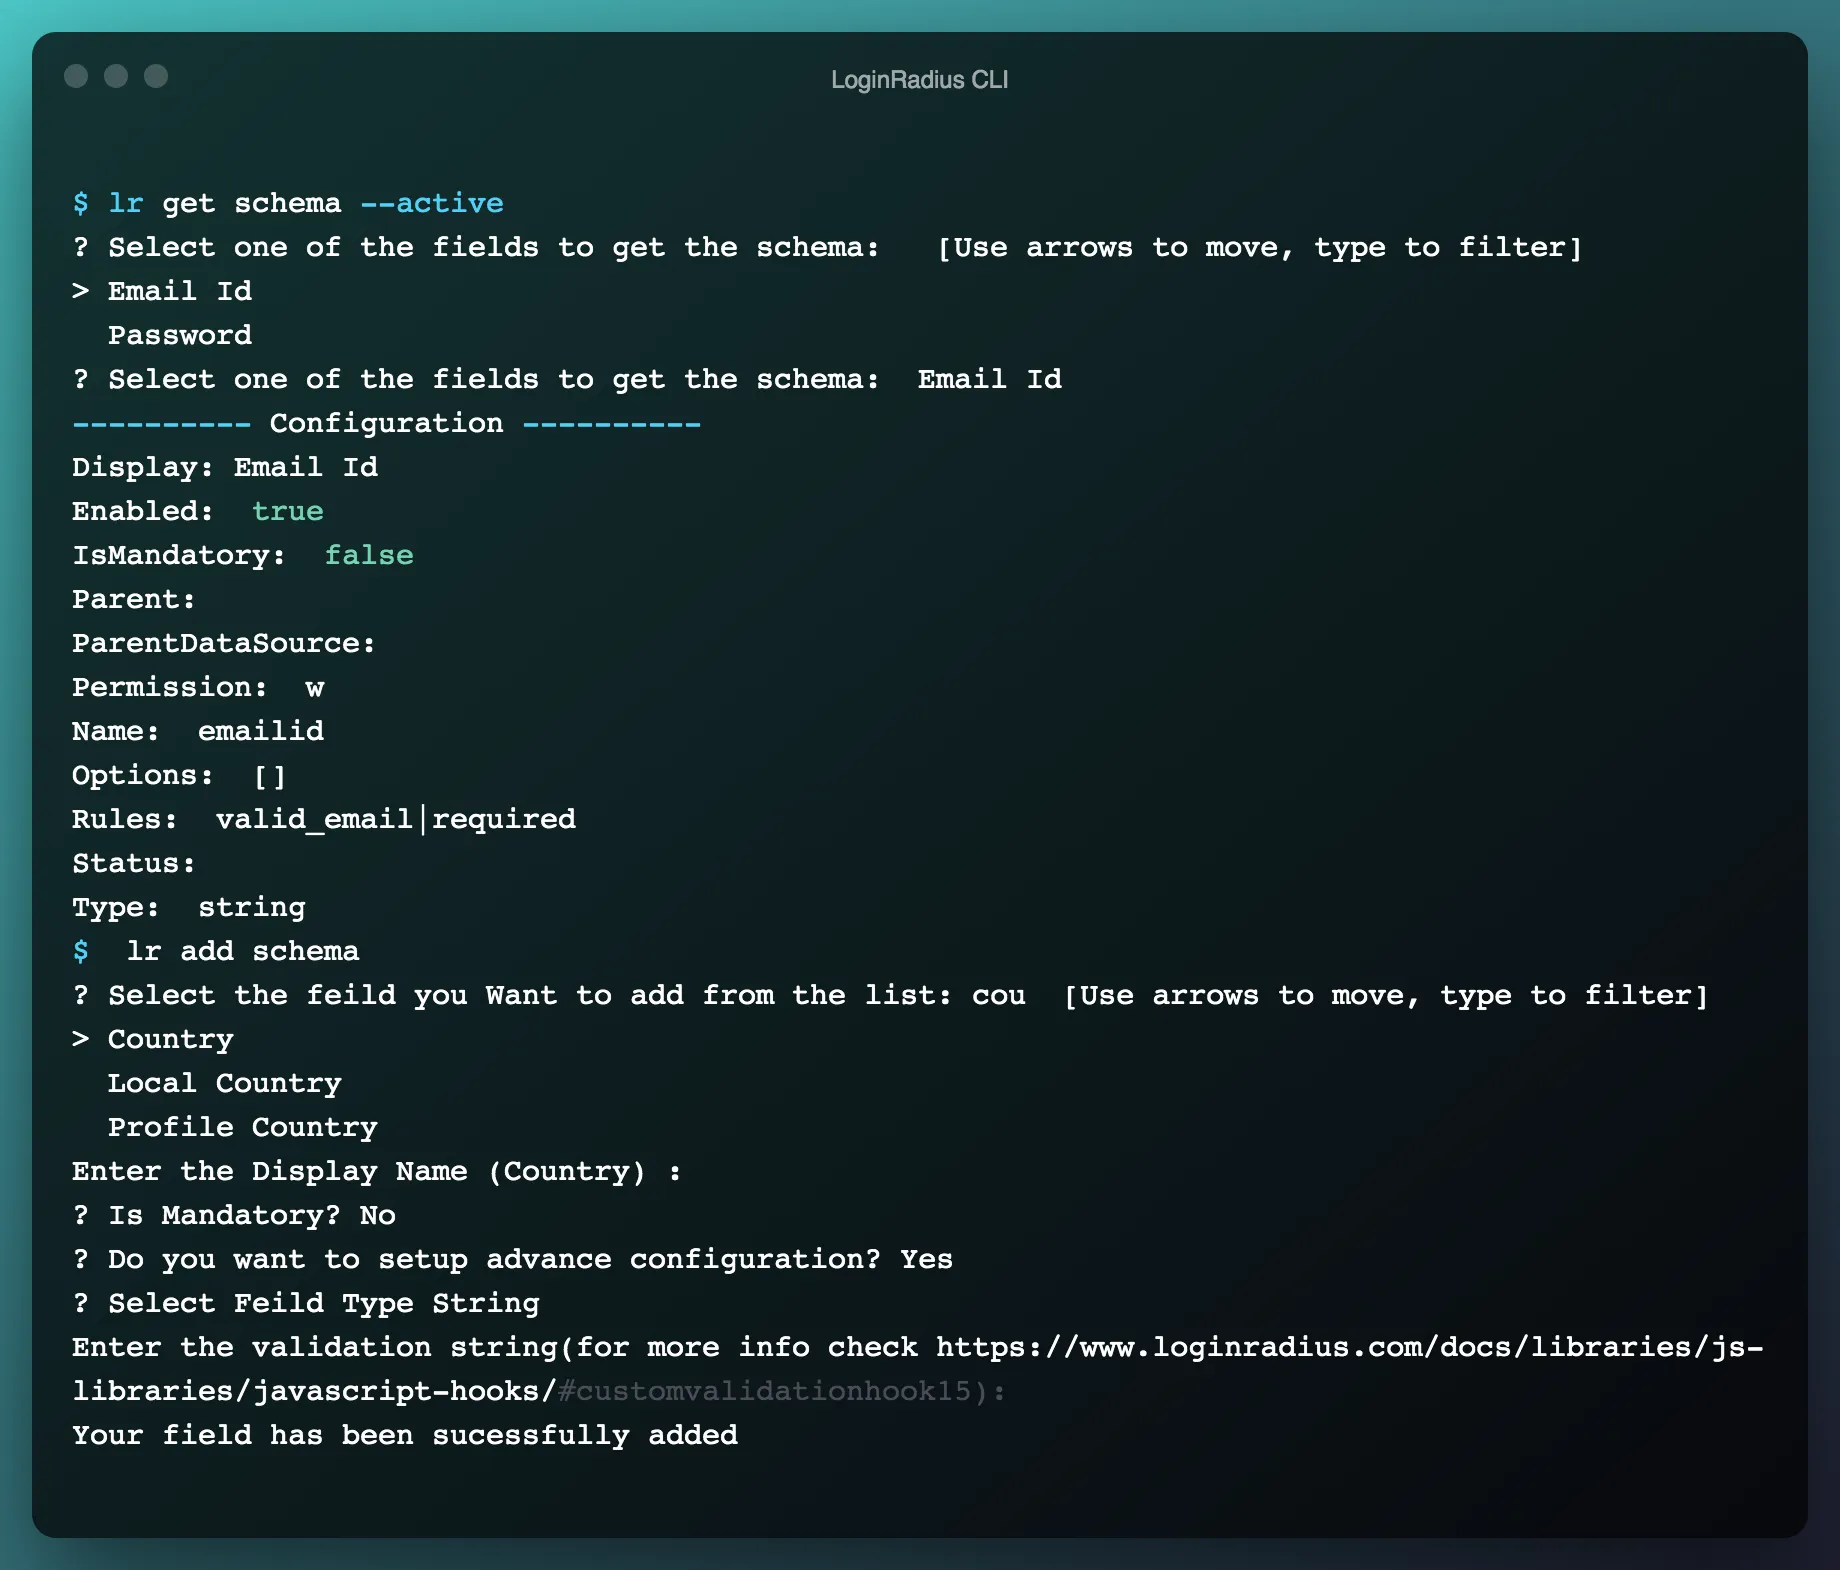 LoginRadius CLI
$ lr get schema --active
? Select one of the fields to get the schema:   [Use arrows to move, type to filter]
> Email Id
  Password
? Select one of the fields to get the schema:  Email Id
---------- Configuration ----------
Display: Email Id
Enabled:  true
IsMandatory:  false
Parent:
ParentDataSource:
Permission:  w
Name:  emailid
Options:  []
Rules:  valid_email|required
Status:
Type:  string
$  lr add schema
? Select the feild you Want to add from the list: cou  [Use arrows to move, type to filter]
> Country
  Local Country
  Profile Country
Enter the Display Name (Country) :
? Is Mandatory? No
? Do you want to setup advance configuration? Yes
? Select Feild Type String
Enter the validation string(for more info check https://www.loginradius.com/docs/libraries/js-
libraries/javascript-hooks/#customvalidationhook15):
Your field has been sucessfully added